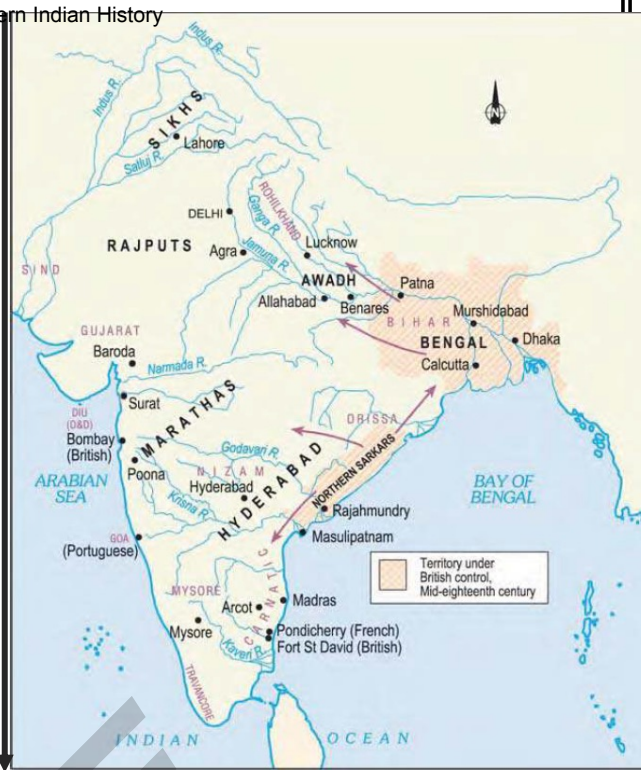 ern Indian History
Indus R.
Indus R.
SIKHS
Lahore
Satluj R.
ROHILKHAND
DELHI
Ganga R.
RAJPUTS
Agra
Jamuna R.
Lucknow
SIND
AWADH
Patna
Allahabad
Benares
Murshidabad
BIHAR
GUJARAT
BENGAL
Dhaka
Baroda
Narmada R.
Calcutta
Surat
MARATHAS
DIU
(O&D)
ORISSA
Bombay
(British)
Godavari R.
Poona
NIZAM
NORTHERN SARKARS
ARABIAN
SEA
Hyderabad
HYDERABAD
BAY OF
BENGAL
Krisna R.
Rajahmundry
GOA
(Portuguese)
Masulipatnam
CARNATIC
Territory under
British control,
Mid-eighteenth century
MYSORE
Arcot
Madras
Mysore
Pondicherry (French)
Kaveri R.
Fort St David (British)
TRAVANCORE
INDIAN OCEAN